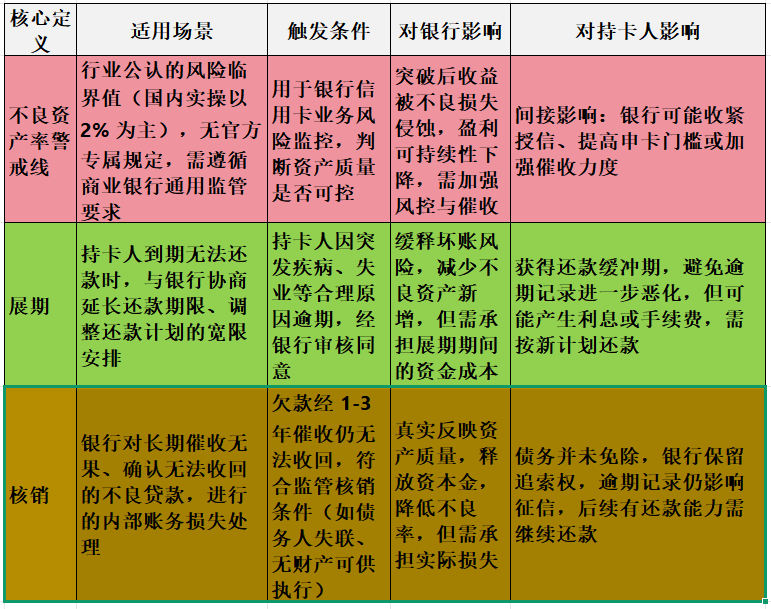 核心定
义
适用场景
触发条件
对银行影响
对持卡人影响
不良资
产率警
戒线
行业公认的风险临
界值（国内实操以
2% 为主），无官方
专属规定，需遵循
商业银行通用监管
要求
用于银行信
用卡业务风
险监控，判
断资产质量
是否可控
突破后收益
被不良损失
侵蚀，盈利
可持续性下
降，需加强
风控与催收
间接影响：银行可能收紧
授信、提高申卡门槛或加
强催收力度
展期
持卡人到期无法还
款时，与银行协商
延长还款期限、调
整还款计划的宽限
安排
持卡人因突
发疾病、失
业等合理原
因逾期，经
银行审核同
意
缓释坏账风
险，减少不
良资产新
增，但需承
担展期期间
的资金成本
获得还款缓冲期，避免逾
期记录进一步恶化，但可
能产生利息或手续费，需
按新计划还款
核销
银行对长期催收无
果、确认无法收回
的不良贷款，进行
的内部账务损失处
理
欠款经 1-3
年催收仍无
法收回，符
合监管核销
条件（如债
务人失联、
无财产可供
执行）
真实反映资
产质量，释
放资本金，
降低不良
率，但需承
担实际损失
债务并未免除，银行保留
追索权，逾期记录仍影响
征信，后续有还款能力需
继续还款